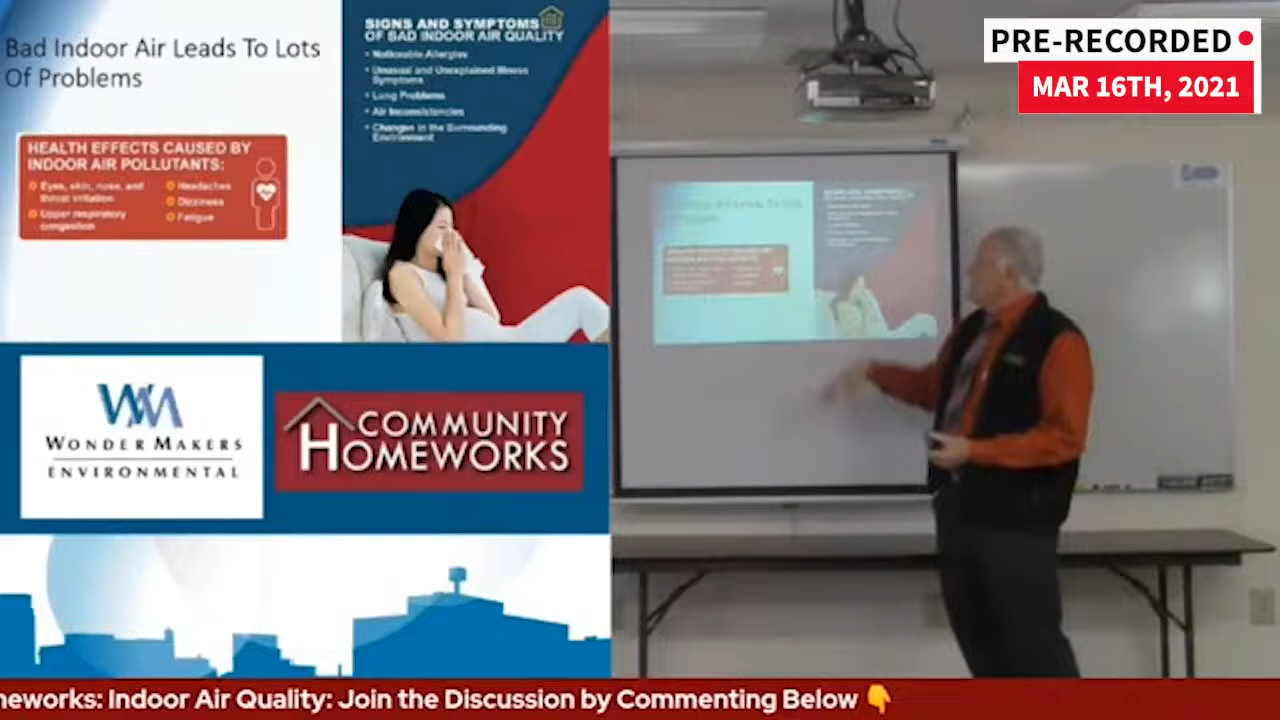 Bad Indoor Air Leads To Lots
Of Problems
HEALTH EFFECTS CAUSED BY
INDOOR AIR POLLUTANTS:
Eyes, skin, nose, and
throat irritation
Upper respiratory
congestion
Headaches
Dizziness
Fatigue
SIGNS AND SYMPTOMS
OF BAD INDOOR AIR QUALITY
• Noticeable Allergies
• Unusual and Unexplained Illness
Symptoms
• Lung Problems
• Air Inconsistencies
• Changes in the Surrounding
Environment
PRE-RECORDED
MAR 16TH, 2021
WM
WONDER MAKERS
ENVIRONMENTAL
COMMUNITY
HOMEWORKS
meworks: Indoor Air Quality: Join the Discussion by Commenting Below 👇